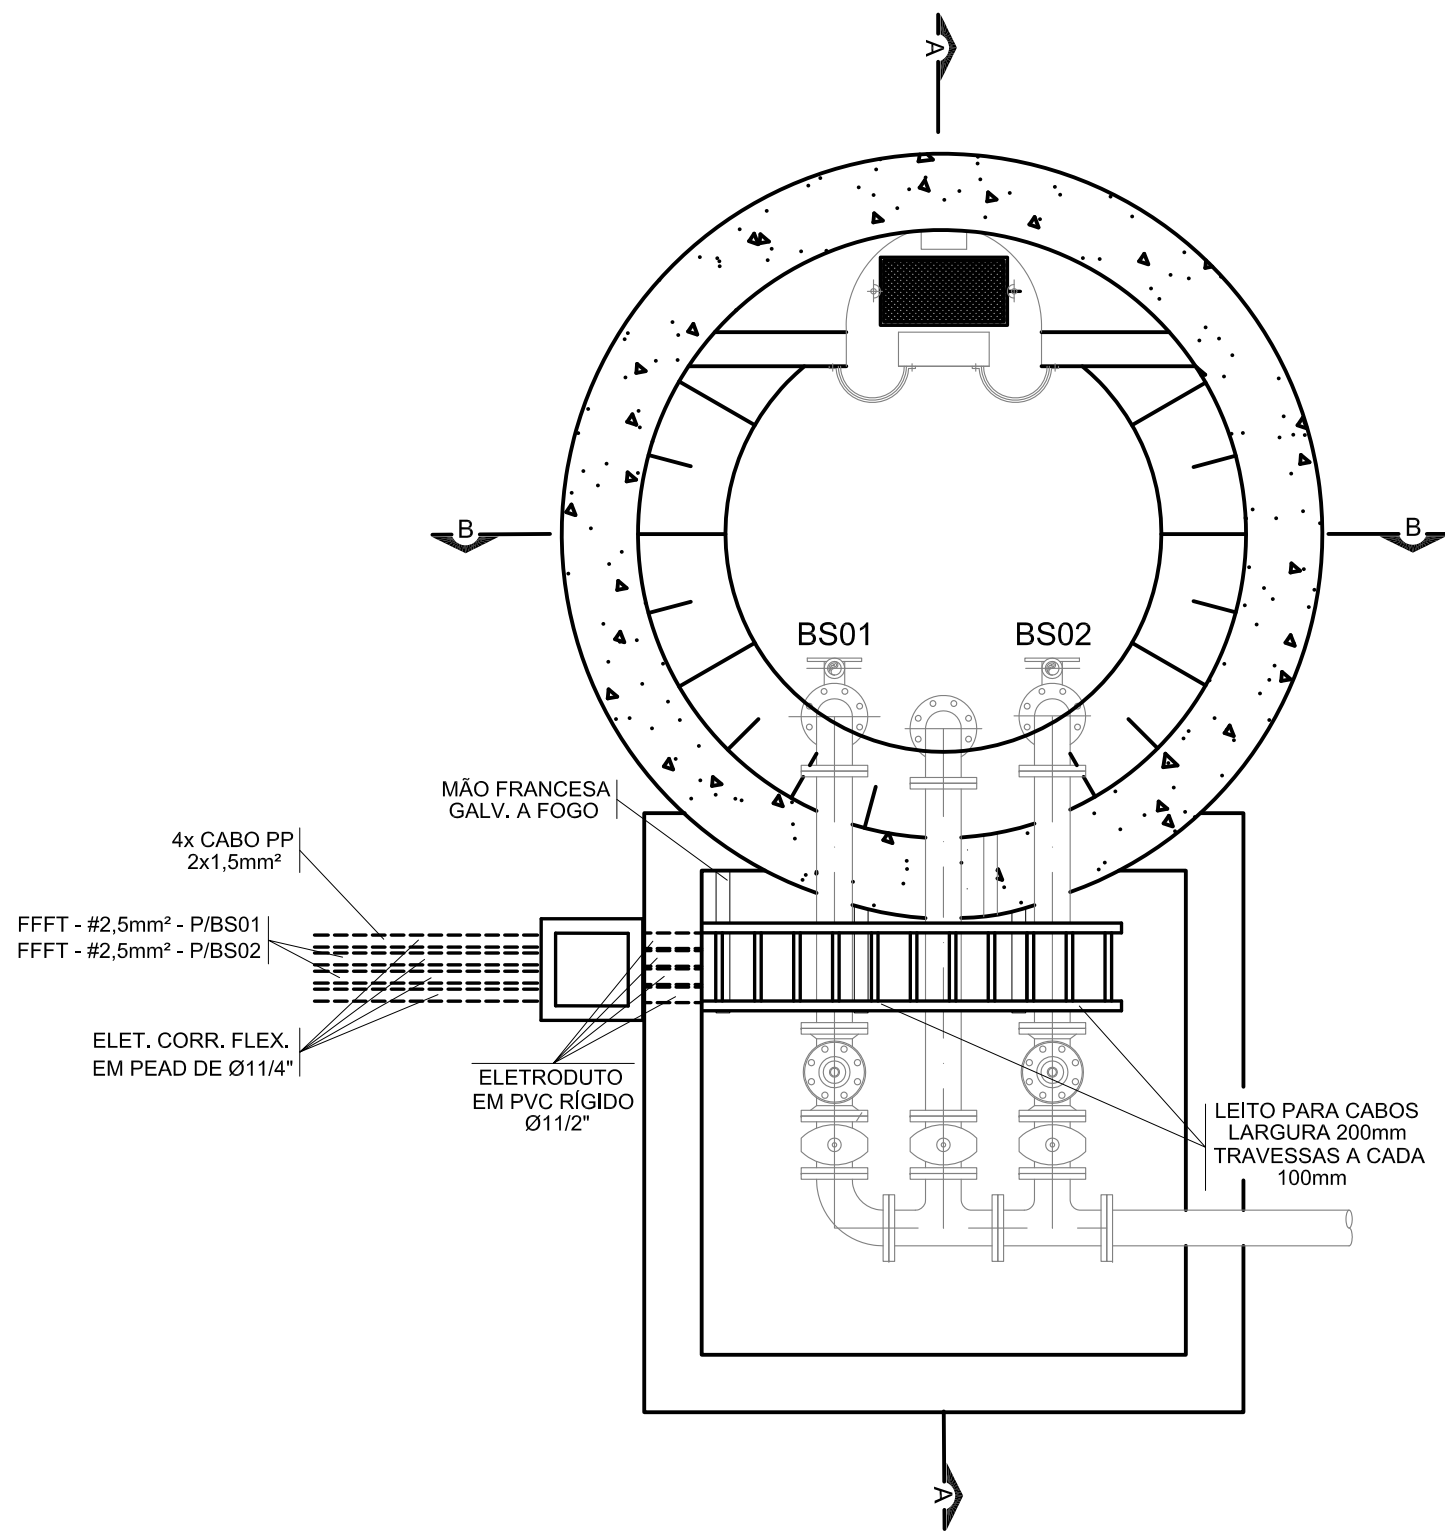 A
B
B
BS01
BS02
MÃO FRANCESA
GALV. A FOGO
4x CABO PP
2x1,5mm²
FFFT - #2,5mm² - P/BS01
FFFT - #2,5mm² - P/BS02
ELET. CORR. FLEX.
EM PEAD DE Ø11/4"
ELETRODUTO
EM PVC RÍGIDO
Ø11/2"
LEITO PARA CABOS
LARGURA 200mm
TRAVESSAS A CADA
100mm
A